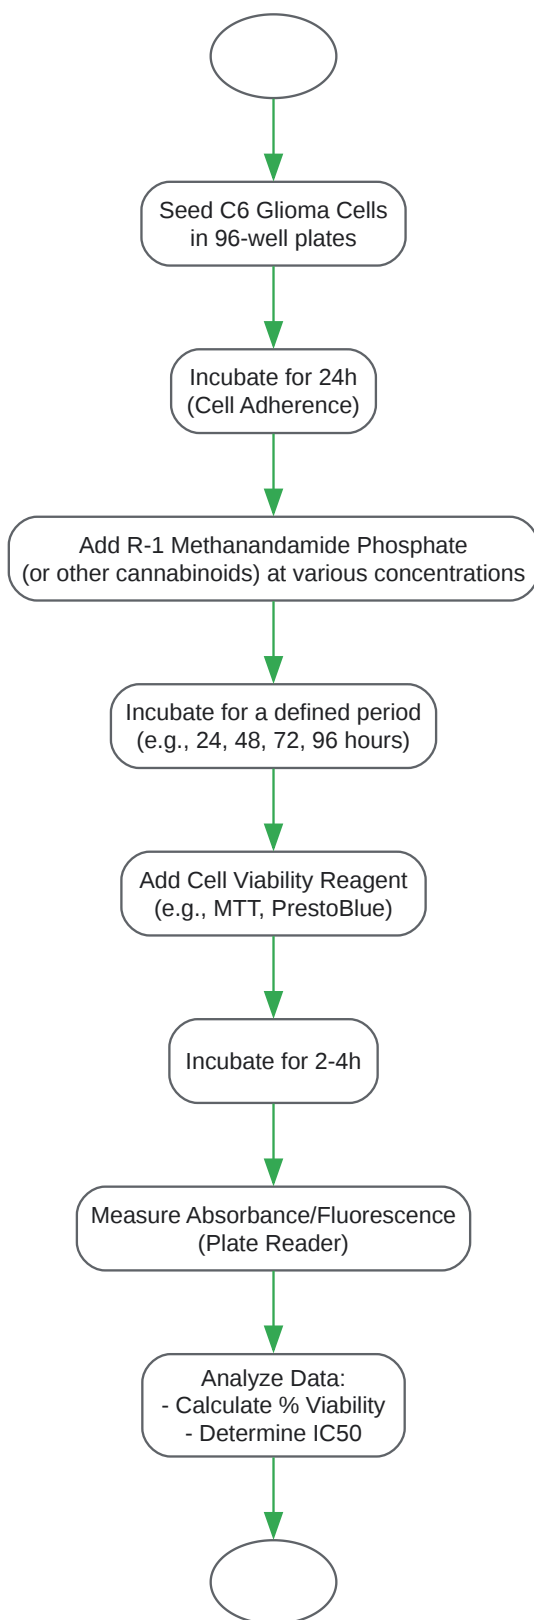 Seed C6 Glioma Cells
in 96-well plates
Incubate for 24h
(Cell Adherence)
Add R-1 Methanandamide Phosphate
(or other cannabinoids) at various concentrations
Incubate for a defined period
(e.g., 24, 48, 72, 96 hours)
Add Cell Viability Reagent
(e.g., MTT, PrestoBlue)
Incubate for 2-4h
Measure Absorbance/Fluorescence
(Plate Reader)
Analyze Data:
- Calculate % Viability
- Determine IC50